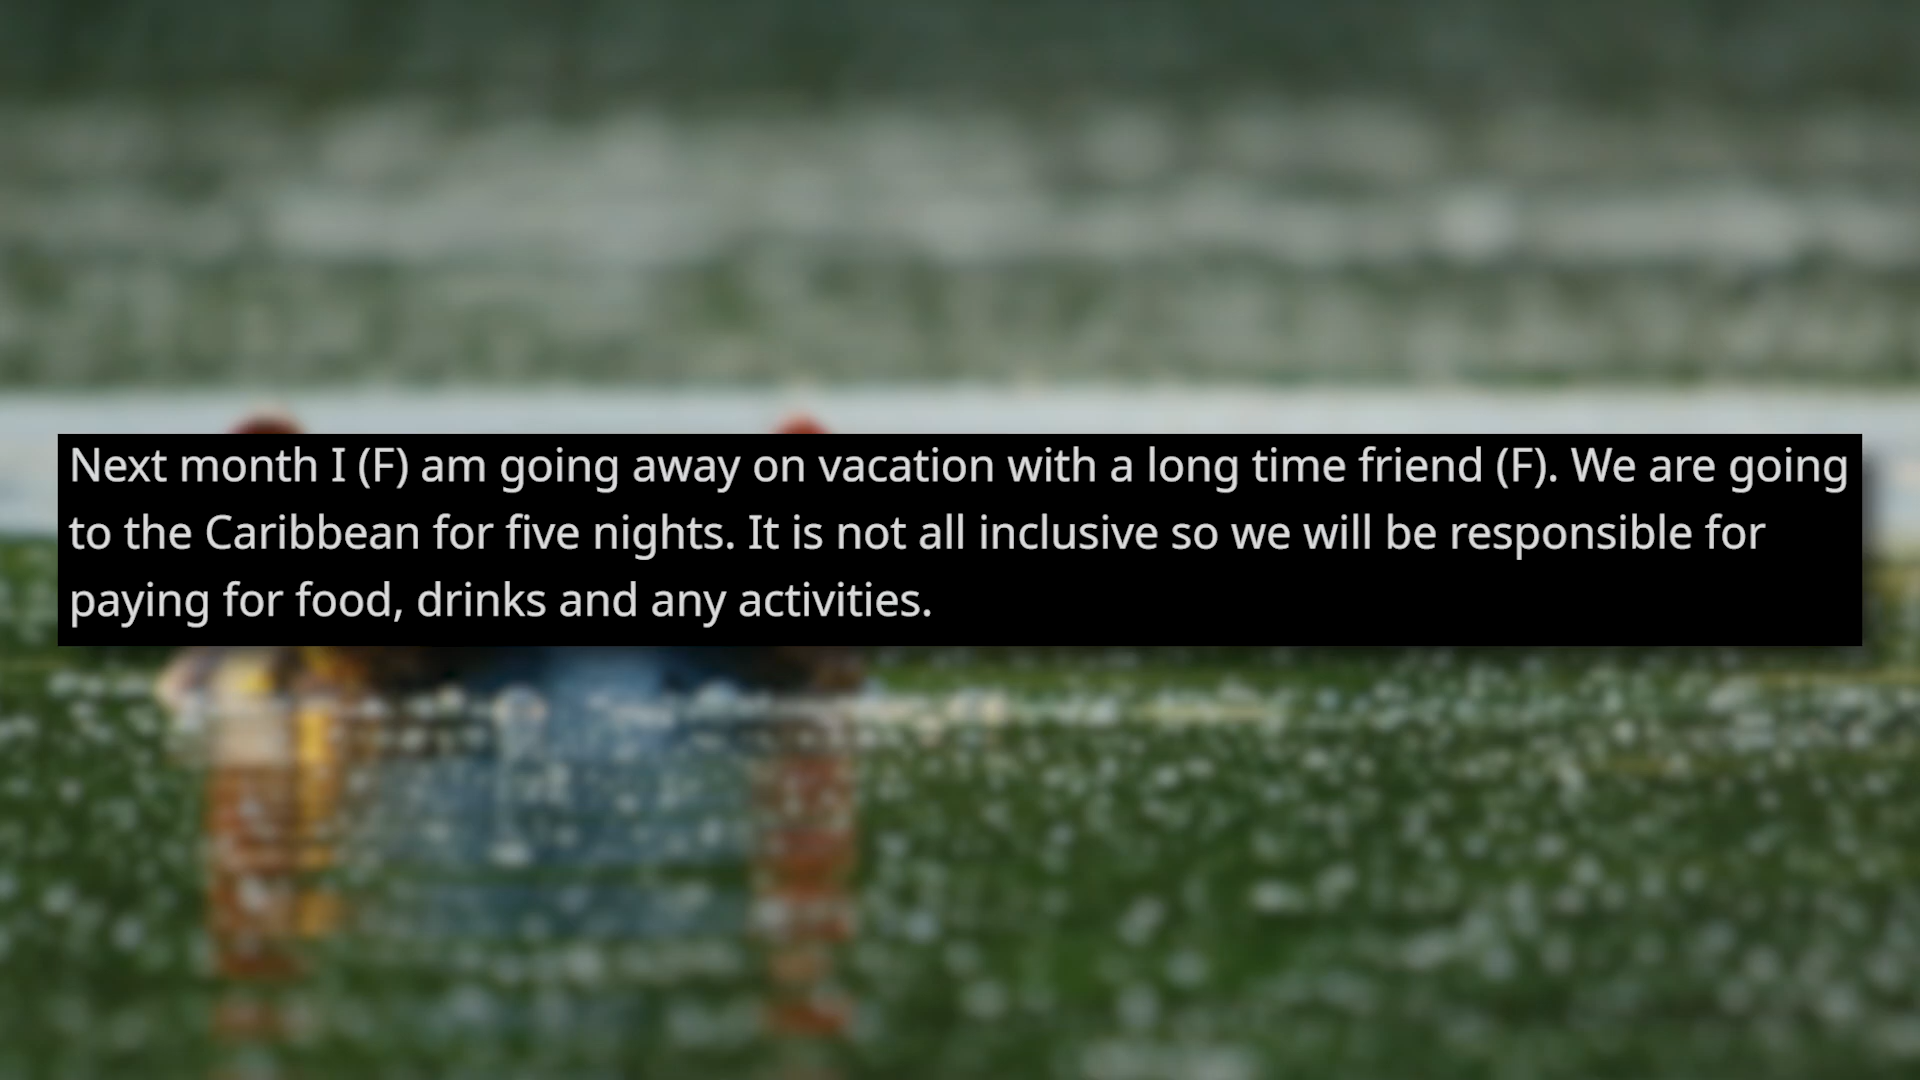 Next month I (F) am going away on vacation with a long time friend (F). We are going
to the Caribbean for five nights. It is not all inclusive so we will be responsible for
paying for food, drinks and any activities.